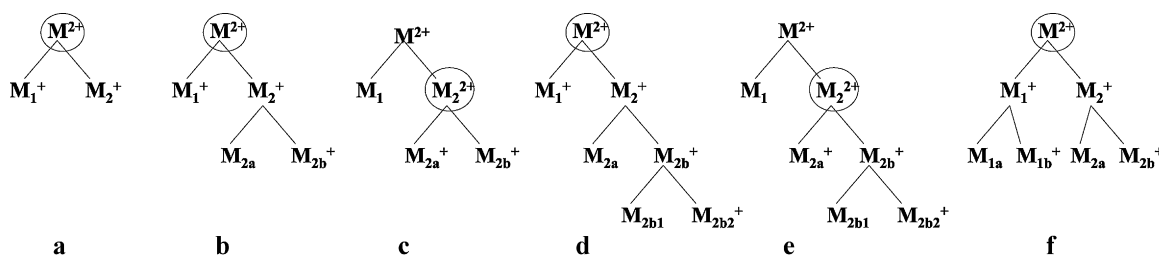 M²⁺ M²⁺ M²⁺ M²⁺ M²⁺ M²⁺
M₁⁺ M₂⁺ M₁⁺ M₂⁺ M₁ M₂²⁺ M₁⁺ M₂⁺ M₁ M₂²⁺ M₁⁺ M₂⁺
M₂ₐ M₂b⁺ M₂ₐ⁺ M₂b⁺ M₂ₐ M₂b⁺ M₂ₐ⁺ M₂b⁺ M₁ₐ M₁b⁺ M₂ₐ M₂b⁺
M₂b₁ M₂b₂⁺ M₂b₁ M₂b₂⁺
a b c d e f